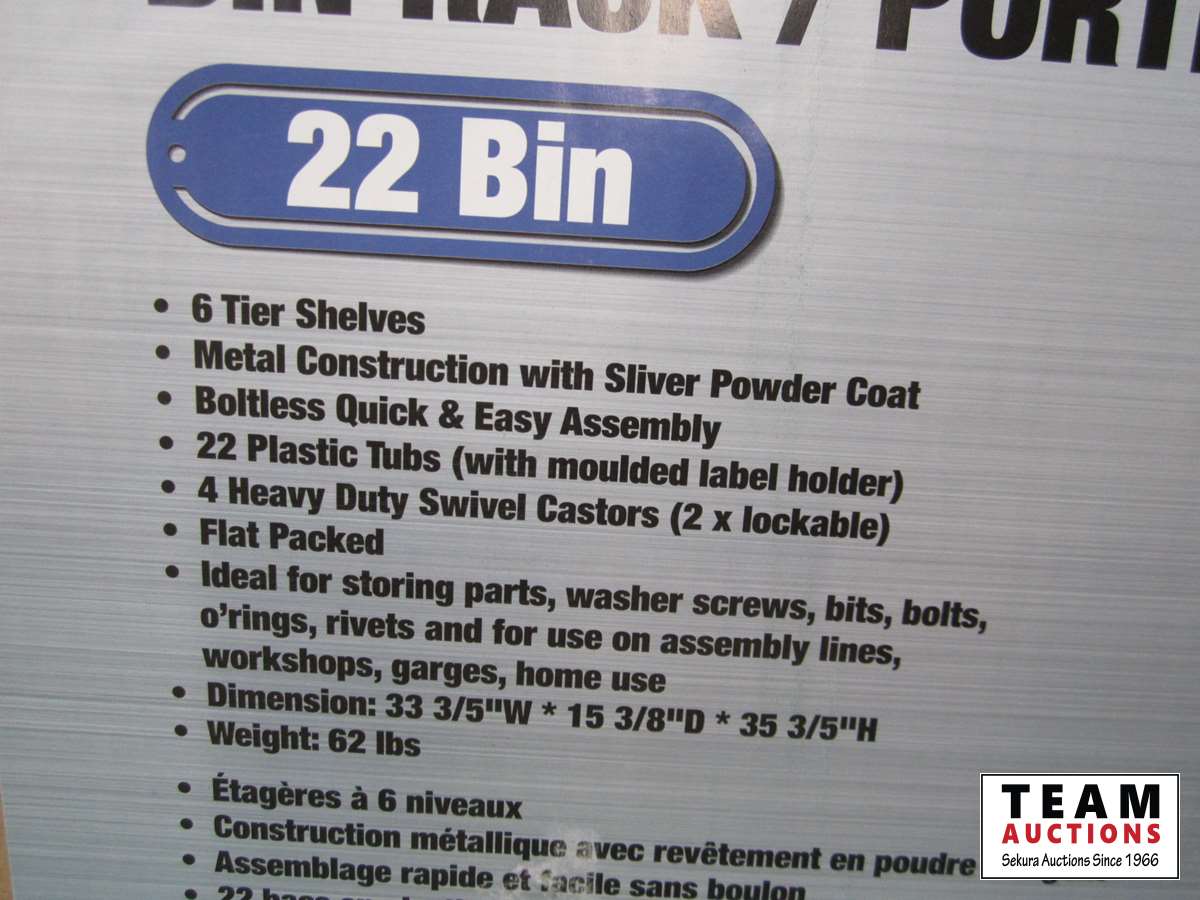 BIN RACK / PORT
22 Bin
• 6 Tier Shelves
• Metal Construction with Sliver Powder Coat
• Boltless Quick & Easy Assembly
• 22 Plastic Tubs (with moulded label holder)
• 4 Heavy Duty Swivel Castors (2 x lockable)
• Flat Packed
• Ideal for storing parts, washer screws, bits, bolts,
o'rings, rivets and for use on assembly lines,
workshops, garges, home use
• Dimension: 33 3/5"W * 15 3/8"D * 35 3/5"H
• Weight: 62 lbs
• Étagères à 6 niveaux
• Construction métallique avec revêtement en poudre
• Assemblage rapide et facile sans boulon
• 22
TEAM
AUCTIONS
Sekura Auctions Since 1966